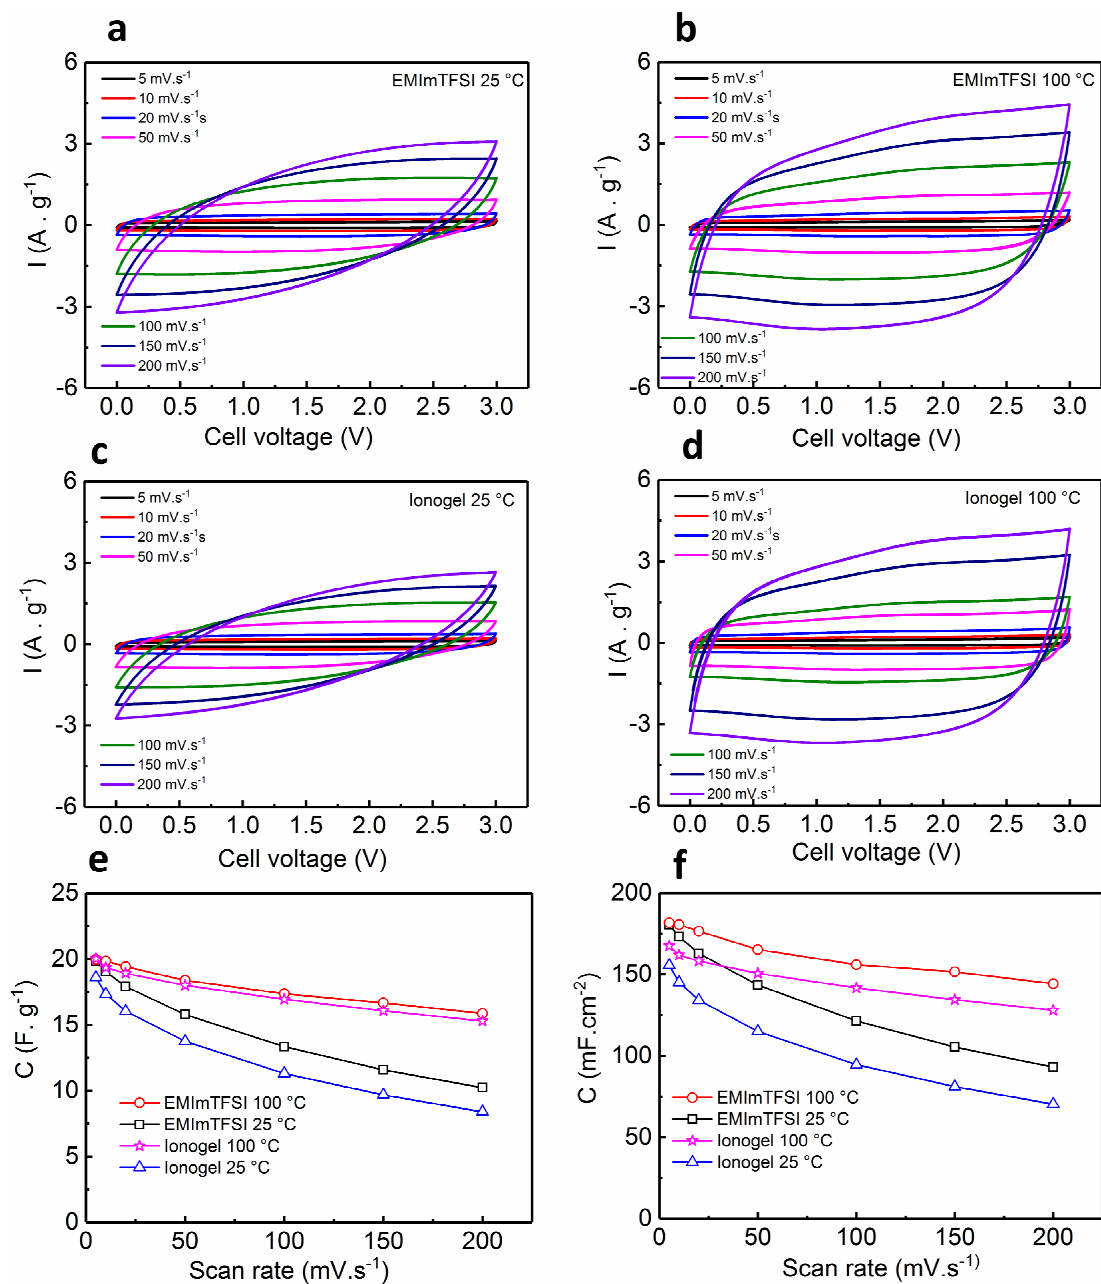 a
6
3
0
-3
-6
I (A . g⁻¹)
5 mV.s⁻¹
10 mV.s⁻¹
20 mV.s⁻¹s
50 mV.s⁻¹
EMImTFSI 25 °C
100 mV.s⁻¹
150 mV.s⁻¹
200 mV.s⁻¹
0.0 0.5 1.0 1.5 2.0 2.5 3.0
Cell voltage (V)
b
6
3
0
-3
-6
I (A . g⁻¹)
5 mV.s⁻¹
10 mV.s⁻¹
20 mV.s⁻¹s
50 mV.s⁻¹
EMImTFSI 100 °C
100 mV.s⁻¹
150 mV.s⁻¹
200 mV.s⁻¹
0.0 0.5 1.0 1.5 2.0 2.5 3.0
Cell voltage (V)
c
6
3
0
-3
-6
I (A . g⁻¹)
5 mV.s⁻¹
10 mV.s⁻¹
20 mV.s⁻¹s
50 mV.s⁻¹
Ionogel 25 °C
100 mV.s⁻¹
150 mV.s⁻¹
200 mV.s⁻¹
0.0 0.5 1.0 1.5 2.0 2.5 3.0
Cell voltage (V)
d
6
3
0
-3
-6
I (A . g⁻¹)
5 mV.s⁻¹
10 mV.s⁻¹
20 mV.s⁻¹s
50 mV.s⁻¹
Ionogel 100 °C
100 mV.s⁻¹
150 mV.s⁻¹
200 mV.s⁻¹
0.0 0.5 1.0 1.5 2.0 2.5 3.0
Cell voltage (V)
e
25
20
15
10
5
0
C (F. g⁻¹)
EMImTFSI 100 °C
EMImTFSI 25 °C
Ionogel 100 °C
Ionogel 25 °C
0 50 100 150 200
Scan rate (mV.s⁻¹)
f
200
150
100
50
0
C (mF.cm⁻²)
EMImTFSI 100 °C
EMImTFSI 25 °C
Ionogel 100 °C
Ionogel 25 °C
0 50 100 150 200
Scan rate (mV.s⁻¹)